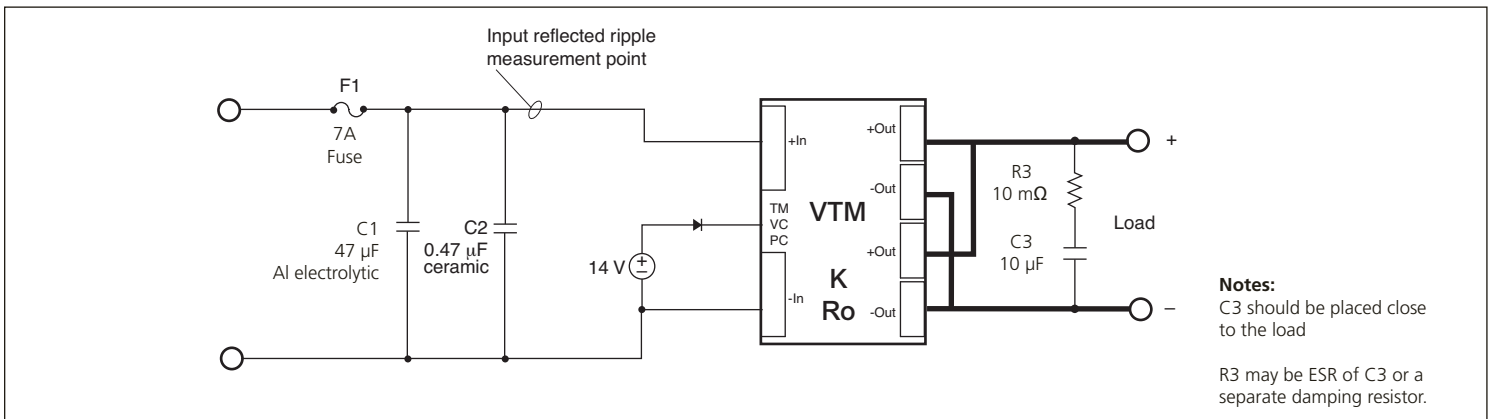 Input reflected ripple
measurement point
F1
7A
Fuse
C1
47 µF
Al electrolytic
C2
0.47 µF
ceramic
14 V
+
−
+In
TM
VC
PC
-In
VTM
K
Ro
+Out
-Out
+Out
-Out
R3
10 mΩ
C3
10 µF
+
Load
–
Notes:
C3 should be placed close
to the load
R3 may be ESR of C3 or a
separate damping resistor.